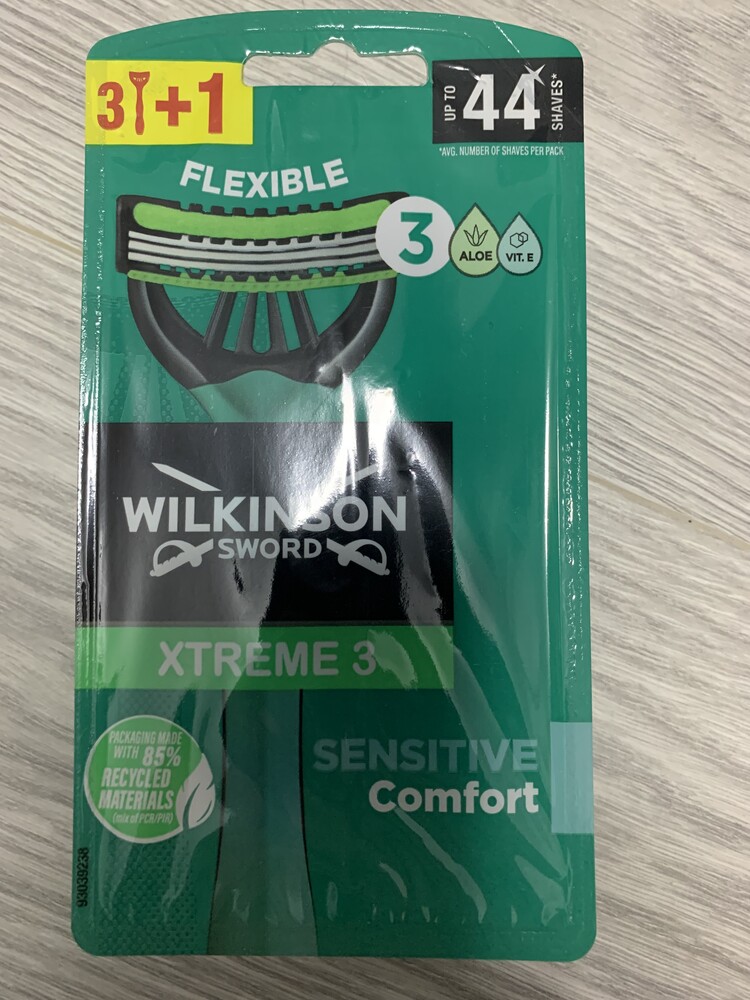 3 +1
UP TO
44
SHAVES*
*AVG. NUMBER OF SHAVES PER PACK
FLEXIBLE
3
ALOE
VIT. E
WILKINSON
SWORD
XTREME 3
PACKAGING MADE
WITH 85%
RECYCLED
MATERIALS
(mix of PCR/PIR)
SENSITIVE
Comfort
93039238